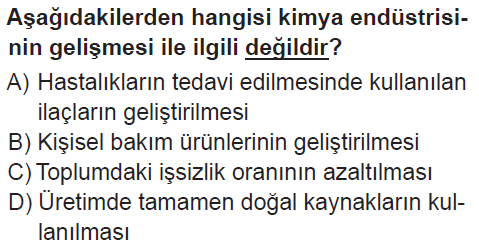 Aşağıdakilerden hangisi kimya endüstrisi-
nin gelişmesi ile ilgili değildir?
A) Hastalıkların tedavi edilmesinde kullanılan
ilaçların geliştirilmesi
B) Kişisel bakım ürünlerinin geliştirilmesi
C) Toplumdaki işsizlik oranının azaltılması
D) Üretimde tamamen doğal kaynakların kul-
lanılması